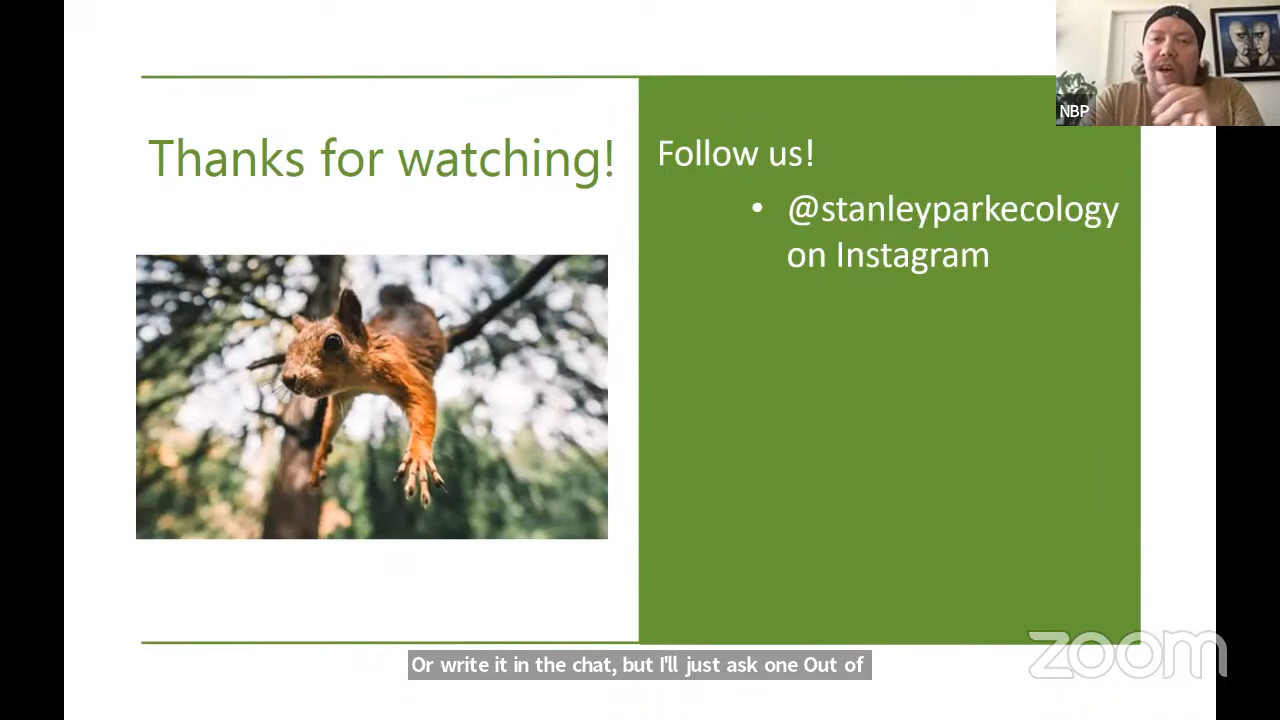 Thanks for watching!
Follow us!
• @stanleyparkecology
on Instagram
NBP
Or write it in the chat, but I'll just ask one Out of
zoom